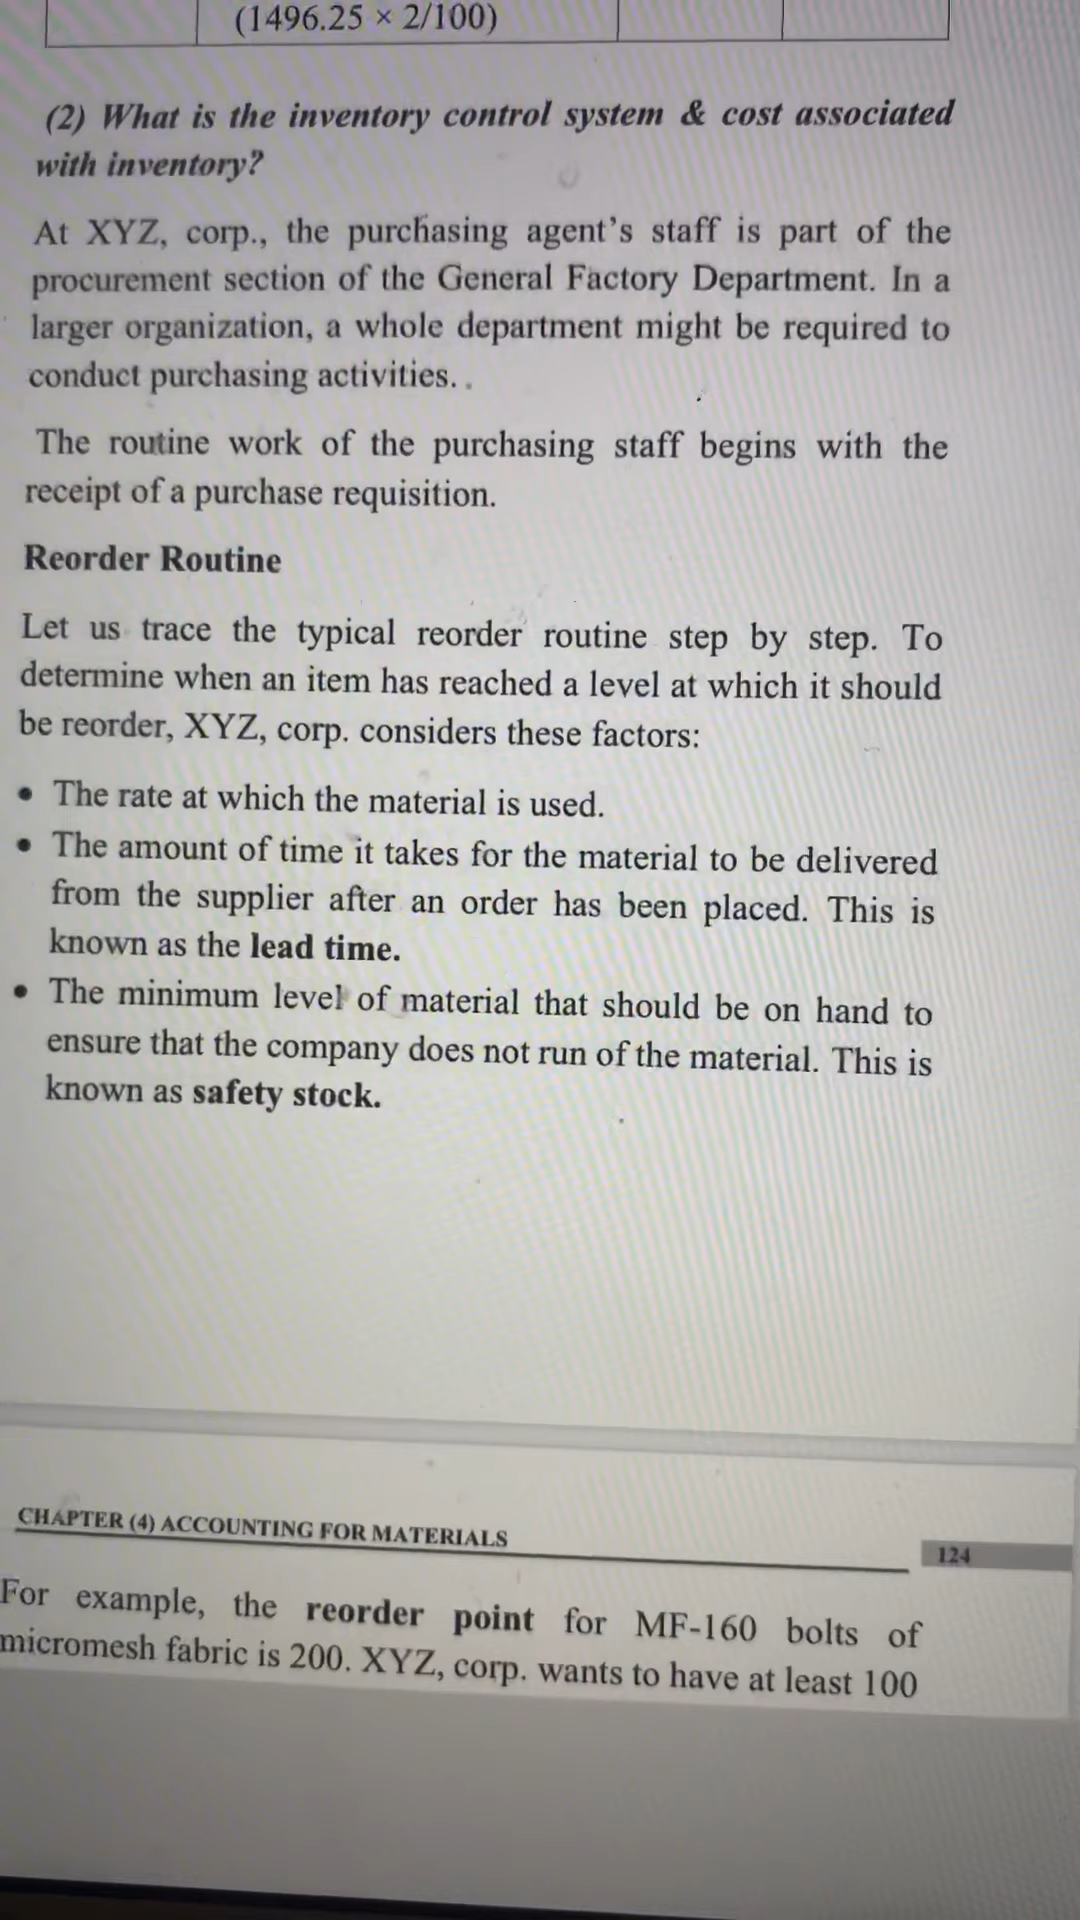 (1496.25 × 2/100)
(2) What is the inventory control system & cost associated
with inventory?
At XYZ, corp., the purchasing agent's staff is part of the
procurement section of the General Factory Department. In a
larger organization, a whole department might be required to
conduct purchasing activities. .
The routine work of the purchasing staff begins with the
receipt of a purchase requisition.
Reorder Routine
Let us trace the typical reorder routine step by step. To
determine when an item has reached a level at which it should
be reorder, XYZ, corp. considers these factors:
• The rate at which the material is used.
• The amount of time it takes for the material to be delivered
from the supplier after an order has been placed. This is
known as the lead time.
• The minimum level of material that should be on hand to
ensure that the company does not run of the material. This is
known as safety stock.
CHAPTER (4) ACCOUNTING FOR MATERIALS
124
For example, the reorder point for MF-160 bolts of
micromesh fabric is 200. XYZ, corp. wants to have at least 100